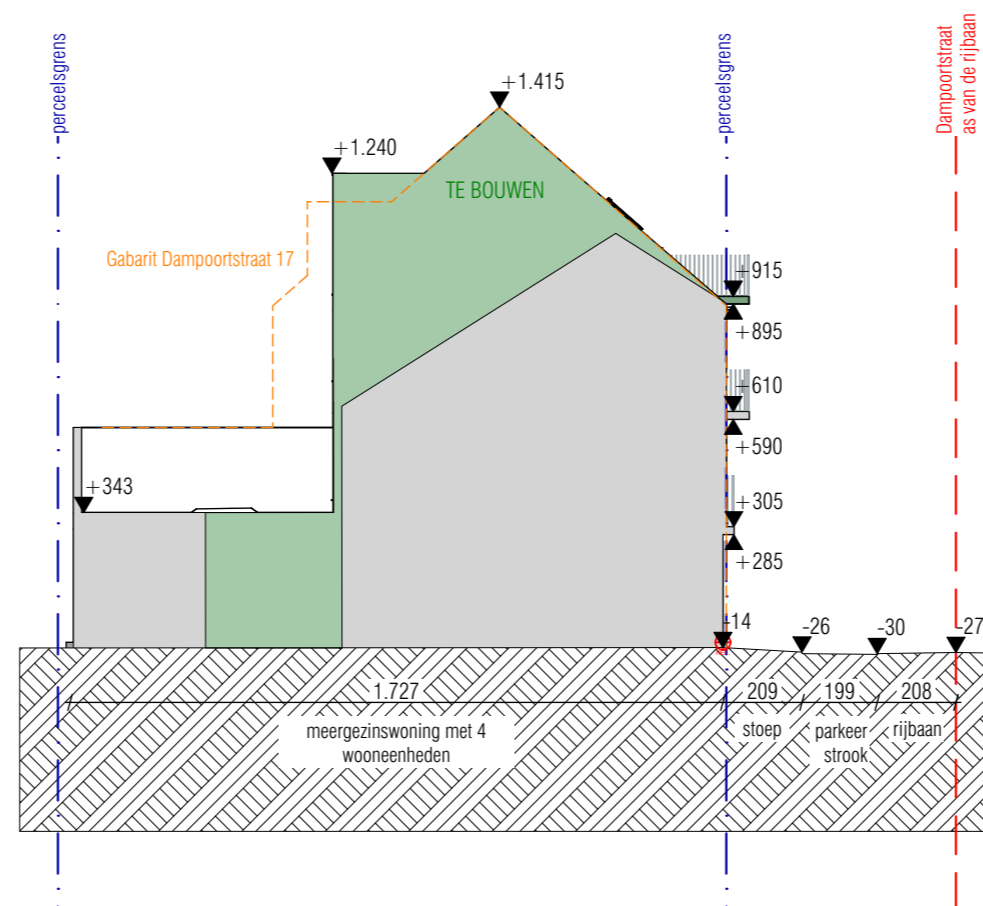 perceelsgrens
perceelsgrens
Dampoortstraat
as van de rijbaan
+1.415
+1.240
TE BOUWEN
Gabarit Dampoortstraat 17
+915
+895
+610
+590
+343
+305
+285
-14
-26
-30
-27
1.727
209
199
208
meergezinswoning met 4
wooneenheden
stoep
parkeer
strook
rijbaan